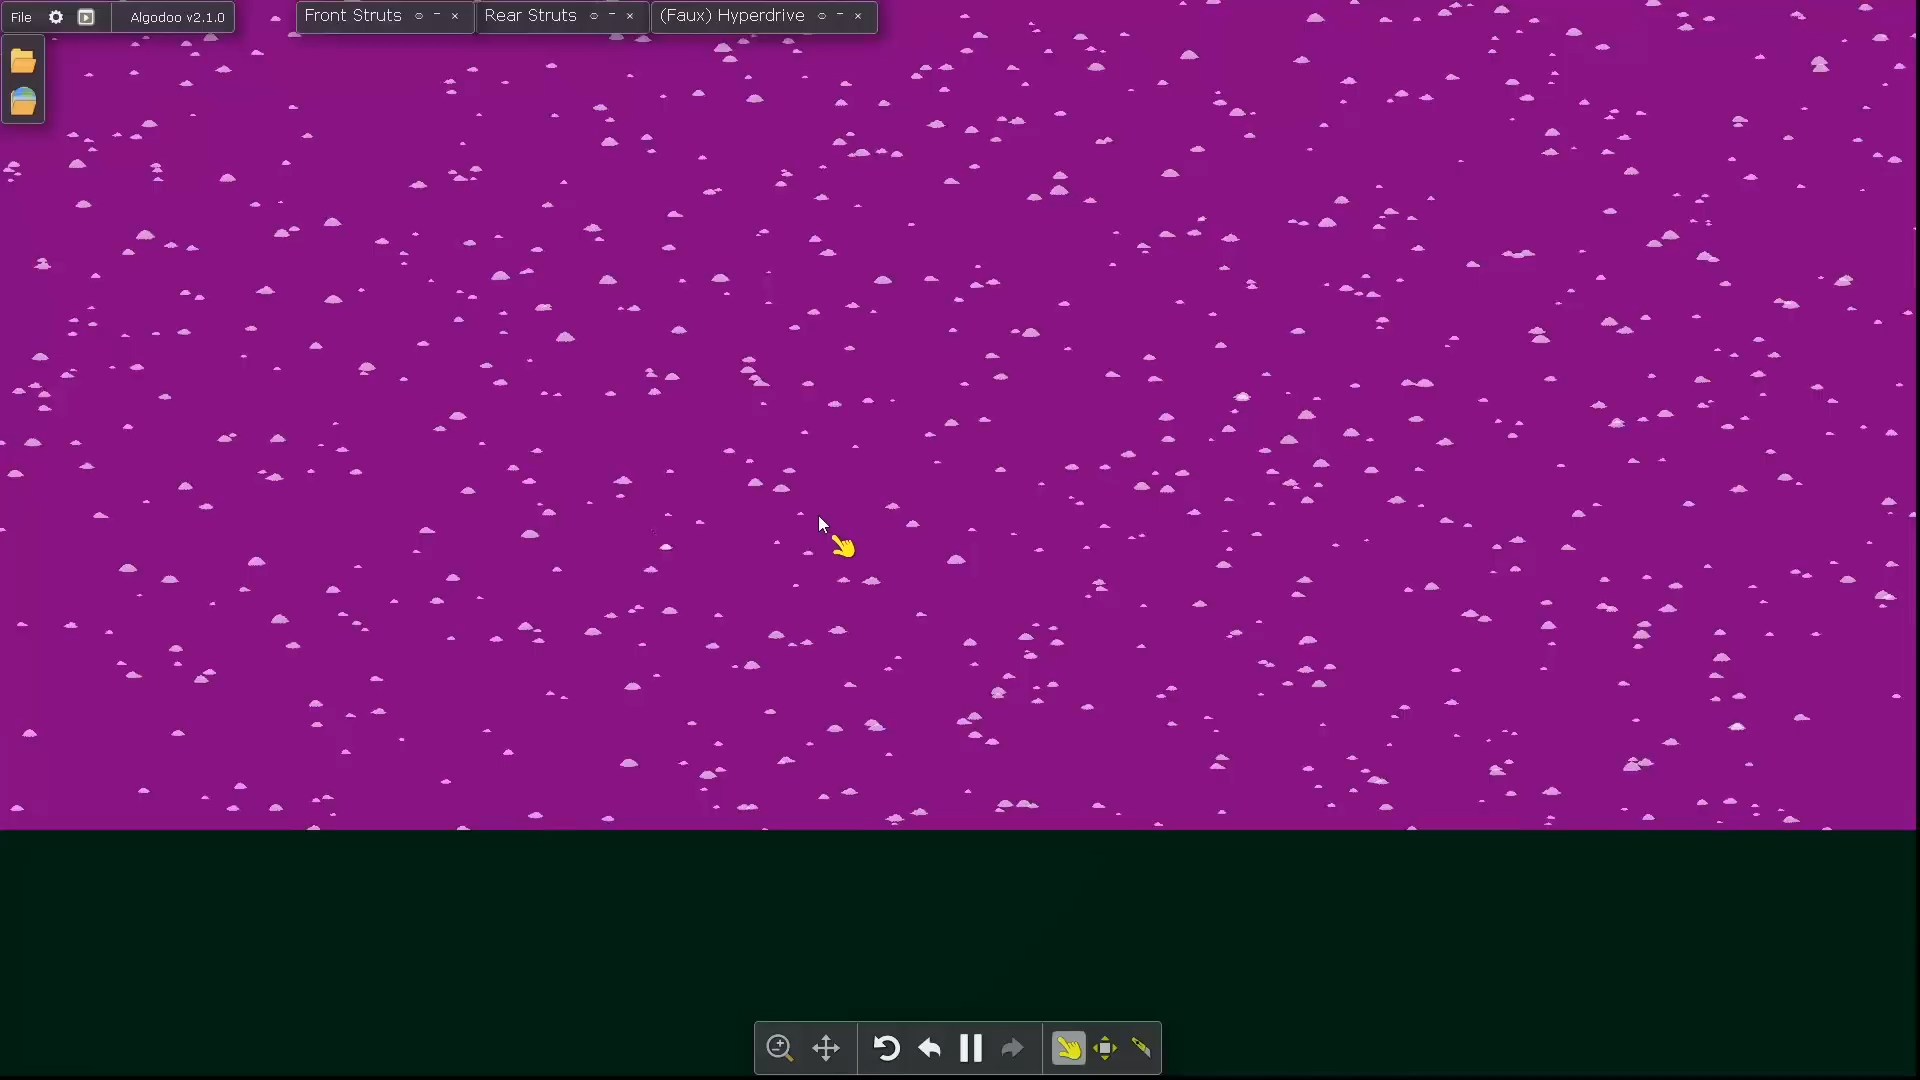 File
Algodoo v2.1.0
Front Struts
Rear Struts
(Faux) Hyperdrive